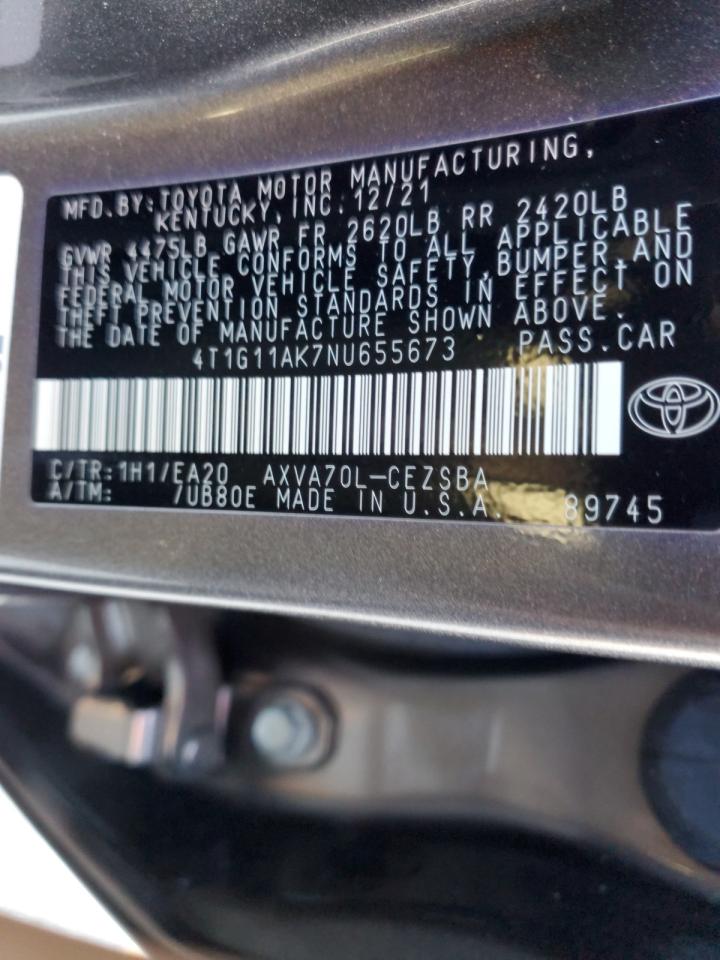 MFD.BY:TOYOTA MOTOR MANUFACTURING,
KENTUCKY,INC.12/21
GVWR 4475LB GAWR FR 2620LB RR 2420LB
THIS VEHICLE CONFORMS TO ALL APPLICABLE
FEDERAL MOTOR VEHICLE SAFETY,BUMPER AND
THEFT PREVENTION STANDARDS IN EFFECT ON
THE DATE OF MANUFACTURE SHOWN ABOVE.
4T1G11AK7NU655673 PASS.CAR
C/TR:1H1/EA20 AXVA70L-CEZSBA
A/TM: /UB80E MADE IN U.S.A. 89745